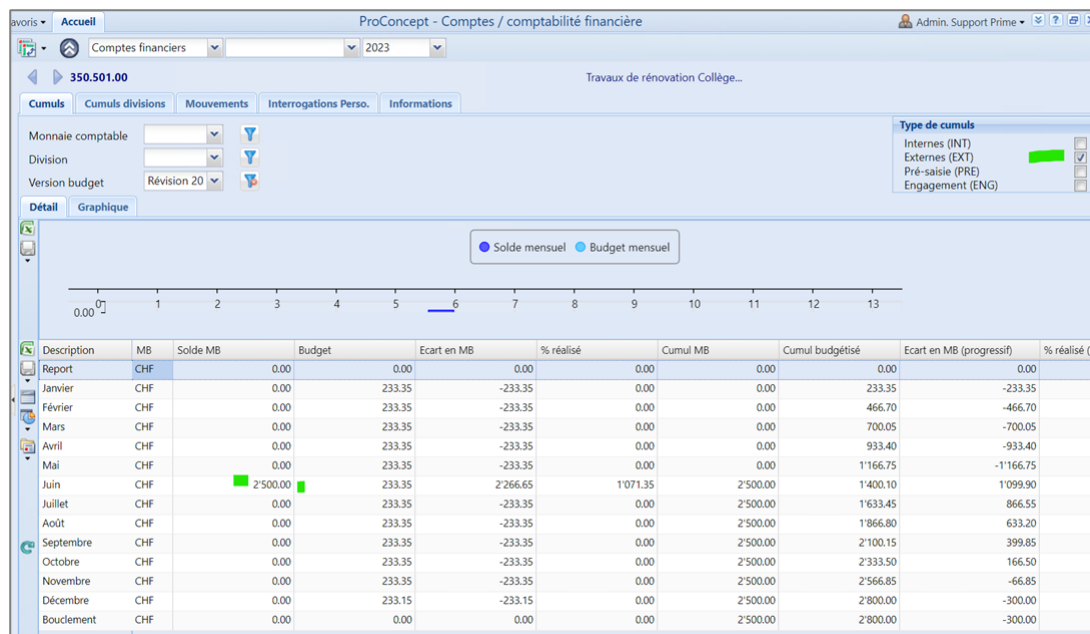 avoris Accueil ProConcept - Comptes / comptabilité financière Admin. Support Prime
Comptes financiers 2023
350.501.00 Travaux de rénovation Collège...
Cumuls Cumuls divisions Mouvements Interrogations Perso. Informations
Monnaie comptable
Division
Version budget Révision 20
Type de cumuls
Internes (INT)
Externes (EXT)
Pré-saisie (PRE)
Engagement (ENG)
Détail Graphique
Solde mensuel Budget mensuel
0 1 2 3 4 5 6 7 8 9 10 11 12 13
0.00
Description MB Solde MB Budget Ecart en MB % réalisé Cumul MB Cumul budgétisé Ecart en MB (progressif) % réalisé (
Report CHF 0.00 0.00 0.00 0.00 0.00 0.00 0.00
Janvier CHF 0.00 233.35 -233.35 0.00 0.00 233.35 -233.35
Février CHF 0.00 233.35 -233.35 0.00 0.00 466.70 -466.70
Mars CHF 0.00 233.35 -233.35 0.00 0.00 700.05 -700.05
Avril CHF 0.00 233.35 -233.35 0.00 0.00 933.40 -933.40
Mai CHF 0.00 233.35 -233.35 0.00 0.00 1'166.75 -1'166.75
Juin CHF 2'500.00 233.35 2'266.65 1'071.35 2'500.00 1'400.10 1'099.90
Juillet CHF 0.00 233.35 -233.35 0.00 2'500.00 1'633.45 866.55
Août CHF 0.00 233.35 -233.35 0.00 2'500.00 1'866.80 633.20
Septembre CHF 0.00 233.35 -233.35 0.00 2'500.00 2'100.15 399.85
Octobre CHF 0.00 233.35 -233.35 0.00 2'500.00 2'333.50 166.50
Novembre CHF 0.00 233.35 -233.35 0.00 2'500.00 2'566.85 -66.85
Décembre CHF 0.00 233.15 -233.15 0.00 2'500.00 2'800.00 -300.00
Bouclement CHF 0.00 0.00 0.00 0.00 2'500.00 2'800.00 -300.00